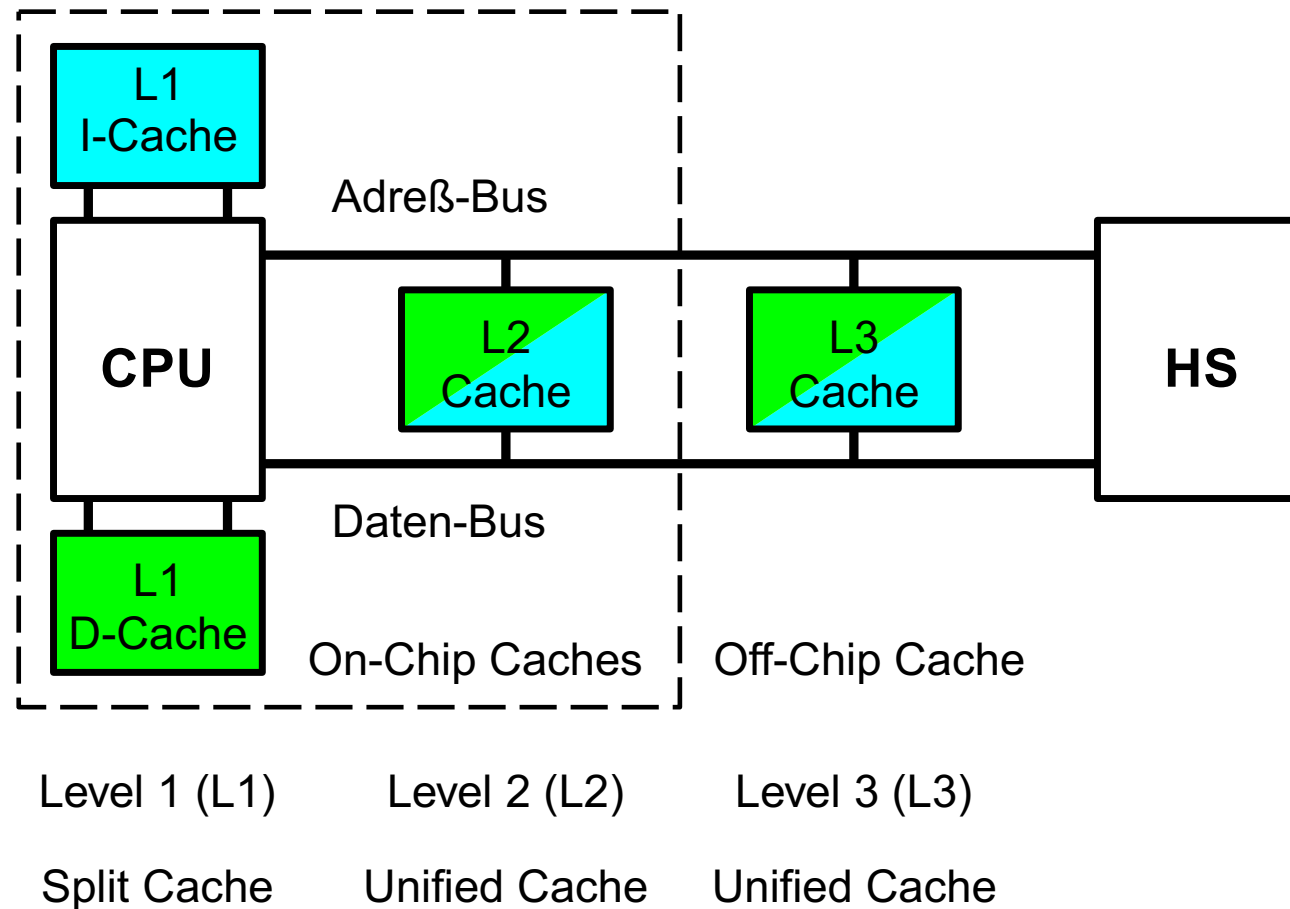 L1
I-Cache
Adreß-Bus
CPU
L2
Cache
L3
Cache
HS
Daten-Bus
L1
D-Cache
On-Chip Caches
Off-Chip Cache
Level 1 (L1)
Level 2 (L2)
Level 3 (L3)
Split Cache
Unified Cache
Unified Cache